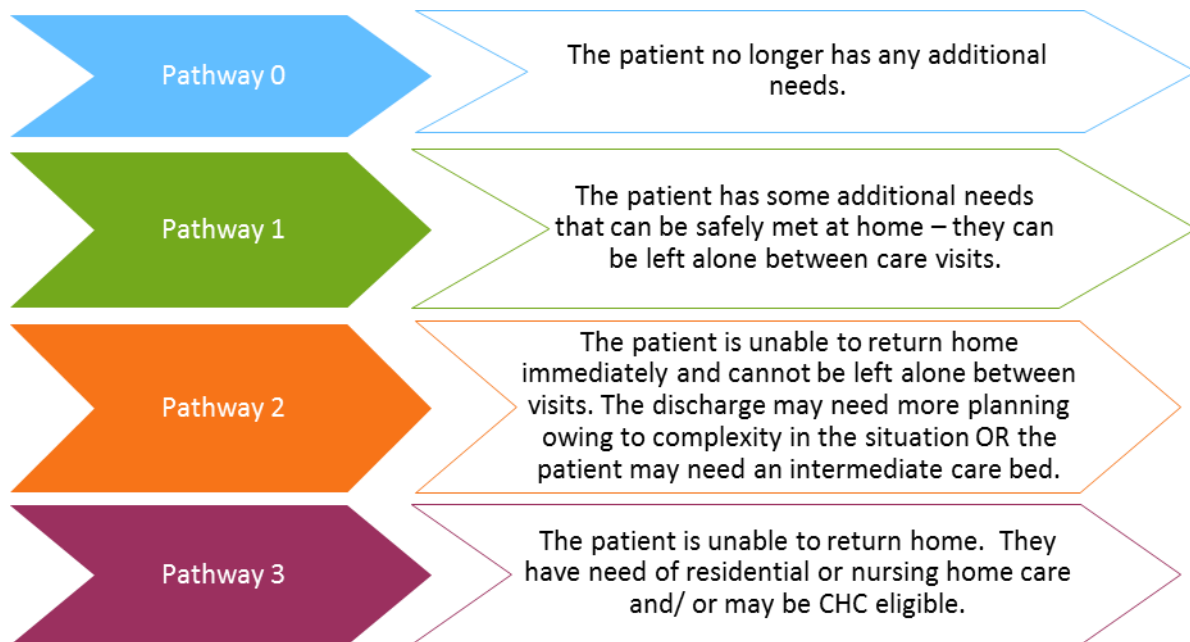 Pathway 0
The patient no longer has any additional
needs.
Pathway 1
The patient has some additional needs
that can be safely met at home – they can
be left alone between care visits.
Pathway 2
The patient is unable to return home
immediately and cannot be left alone between
visits. The discharge may need more planning
owing to complexity in the situation OR the
patient may need an intermediate care bed.
Pathway 3
The patient is unable to return home.  They
have need of residential or nursing home care
and/ or may be CHC eligible.